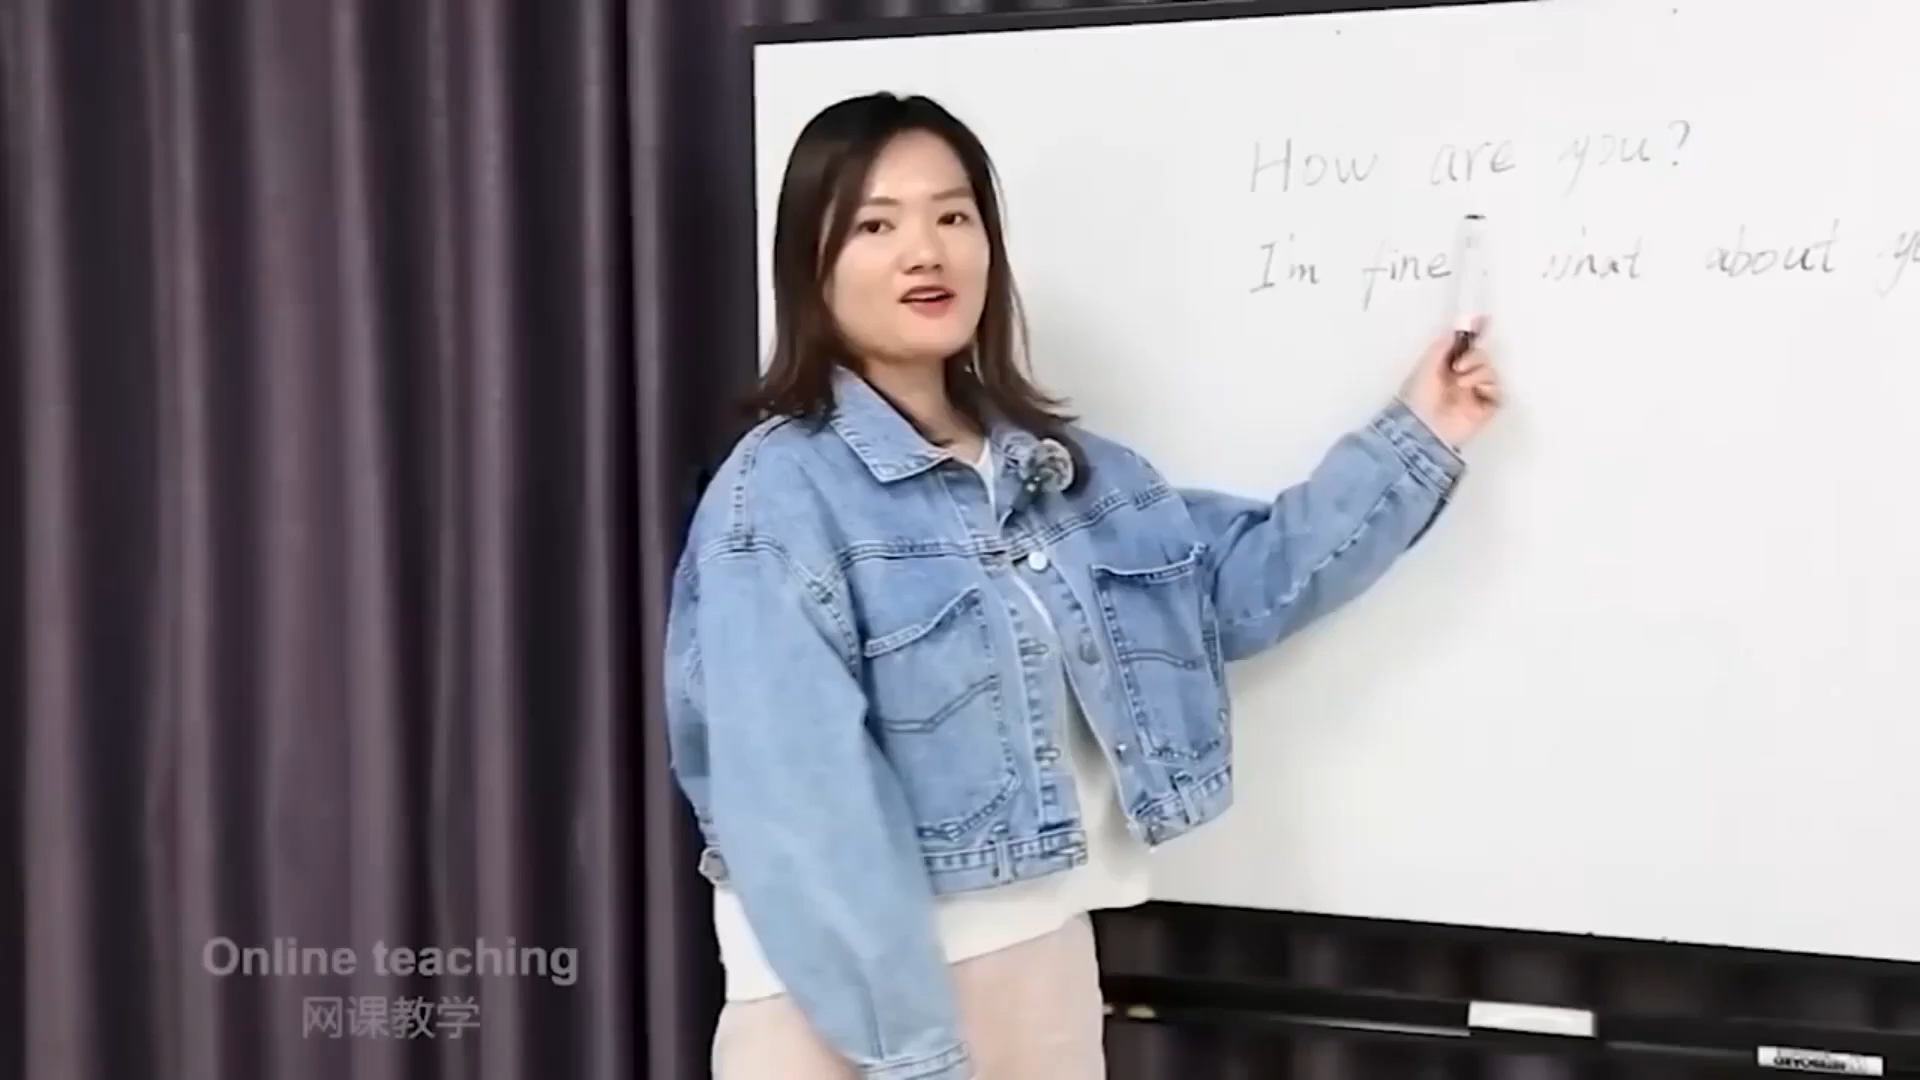 How are you?
I'm fine, what about
Online teaching
网课教学